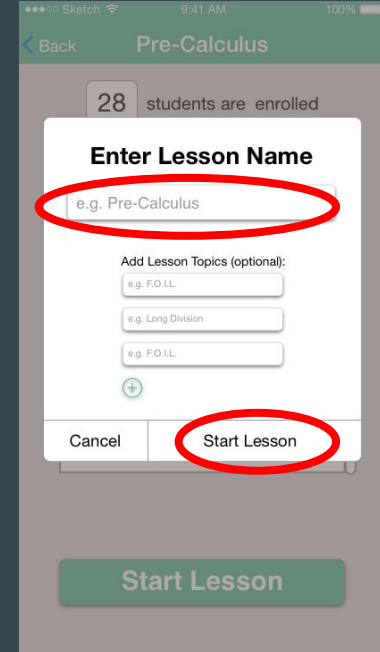 Sketch 9:41 AM 100%
Back Pre-Calculus
28 students are enrolled
Enter Lesson Name
e.g. Pre-Calculus
Add Lesson Topics (optional):
e.g. F.O.I.L.
e.g. Long Division
e.g. F.O.I.L.
Cancel Start Lesson
Start Lesson